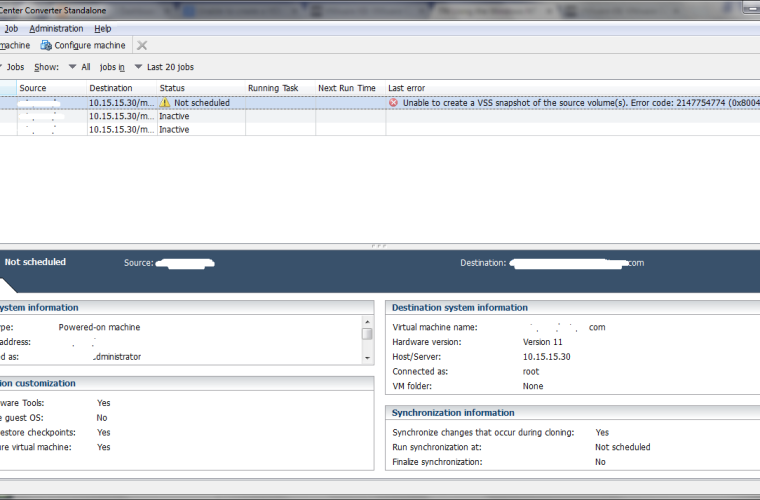 Center Converter Standalone
Job Administration Help
machine Configure machine
Jobs Show: All jobs in Last 20 jobs
Source Destination Status Running Task Next Run Time Last error
10.15.15.30/m... Not scheduled Unable to create a VSS snapshot of the source volume(s). Error code: 2147754774 (0x8004
10.15.15.30/m... Inactive
10.15.15.30/m... Inactive
Not scheduled Source: Destination: com
ystem information
ype: Powered-on machine
address:
ed as: administrator
ion customization
ware Tools: Yes
e guest OS: No
estore checkpoints: Yes
re virtual machine: Yes
Destination system information
Virtual machine name: com
Hardware version: Version 11
Host/Server: 10.15.15.30
Connected as: root
VM folder: None
Synchronization information
Synchronize changes that occur during cloning: Yes
Run synchronization at: Not scheduled
Finalize synchronization: No